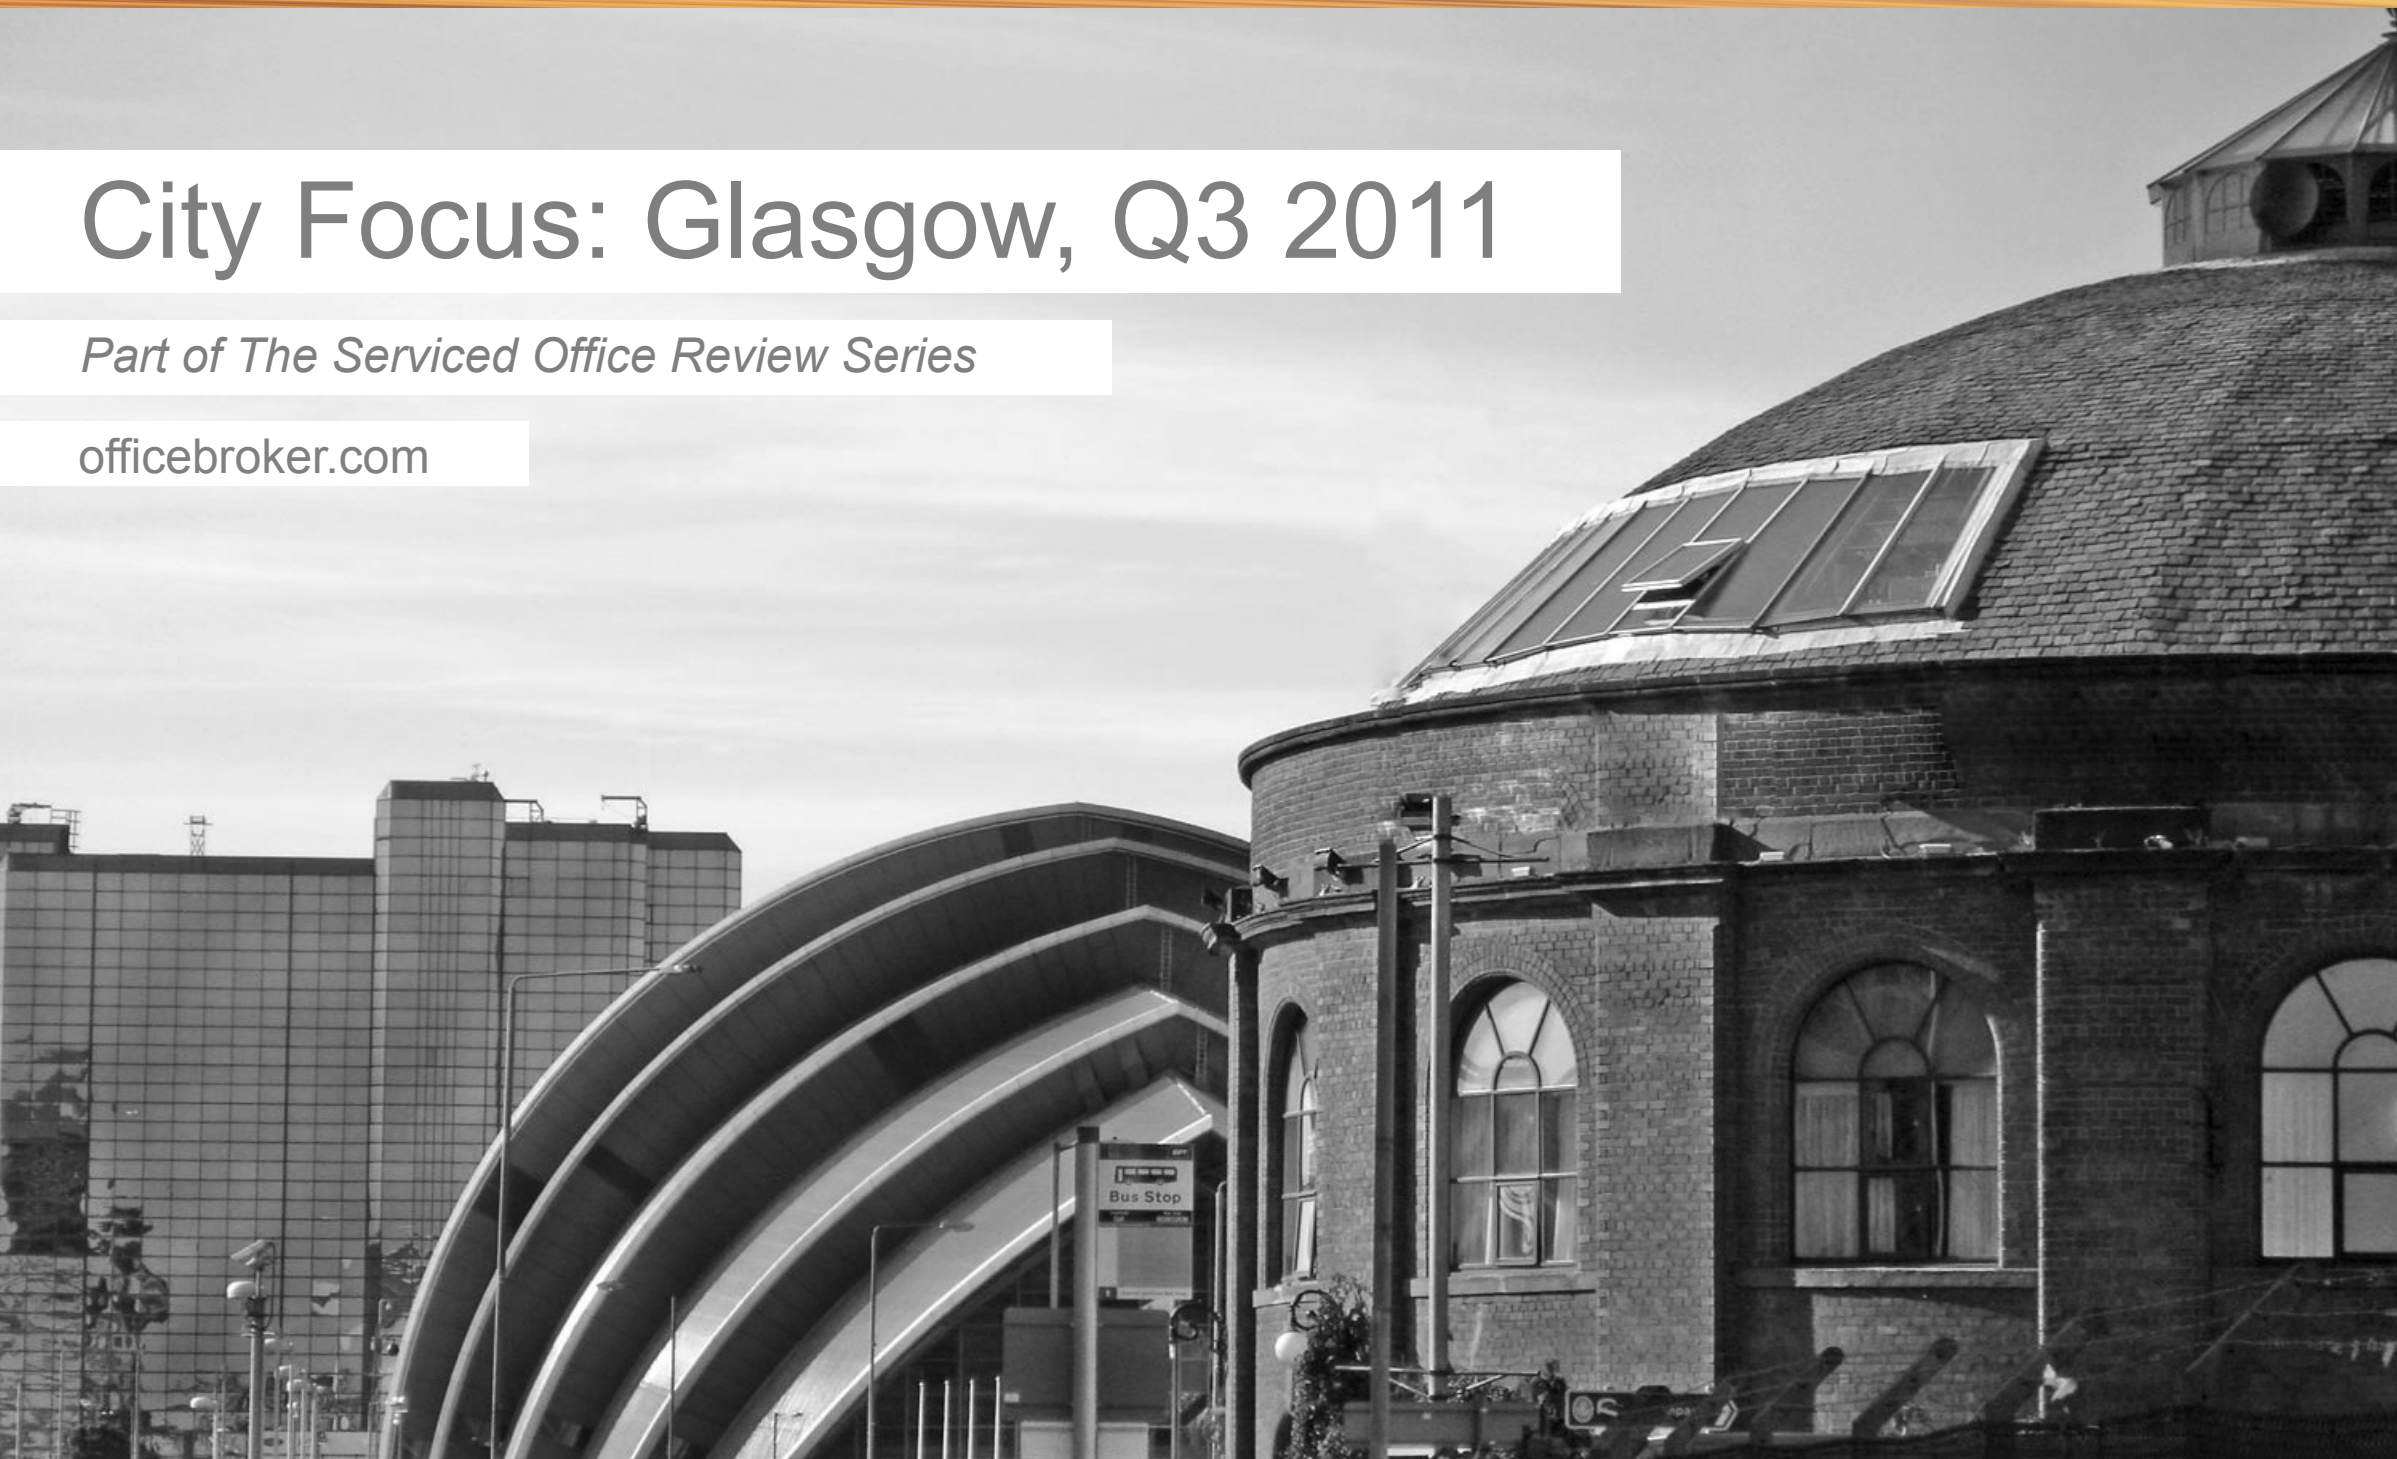 City Focus: Glasgow, Q3 2011
Part of The Serviced Office Review Series
officebroker.com
Bus Stop